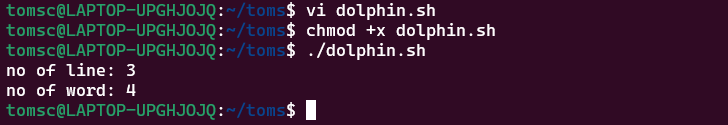 tomsc@LAPTOP-UPGHJOJQ:~/toms$ vi dolphin.sh
tomsc@LAPTOP-UPGHJOJQ:~/toms$ chmod +x dolphin.sh
tomsc@LAPTOP-UPGHJOJQ:~/toms$ ./dolphin.sh
no of line: 3
no of word: 4
tomsc@LAPTOP-UPGHJOJQ:~/toms$